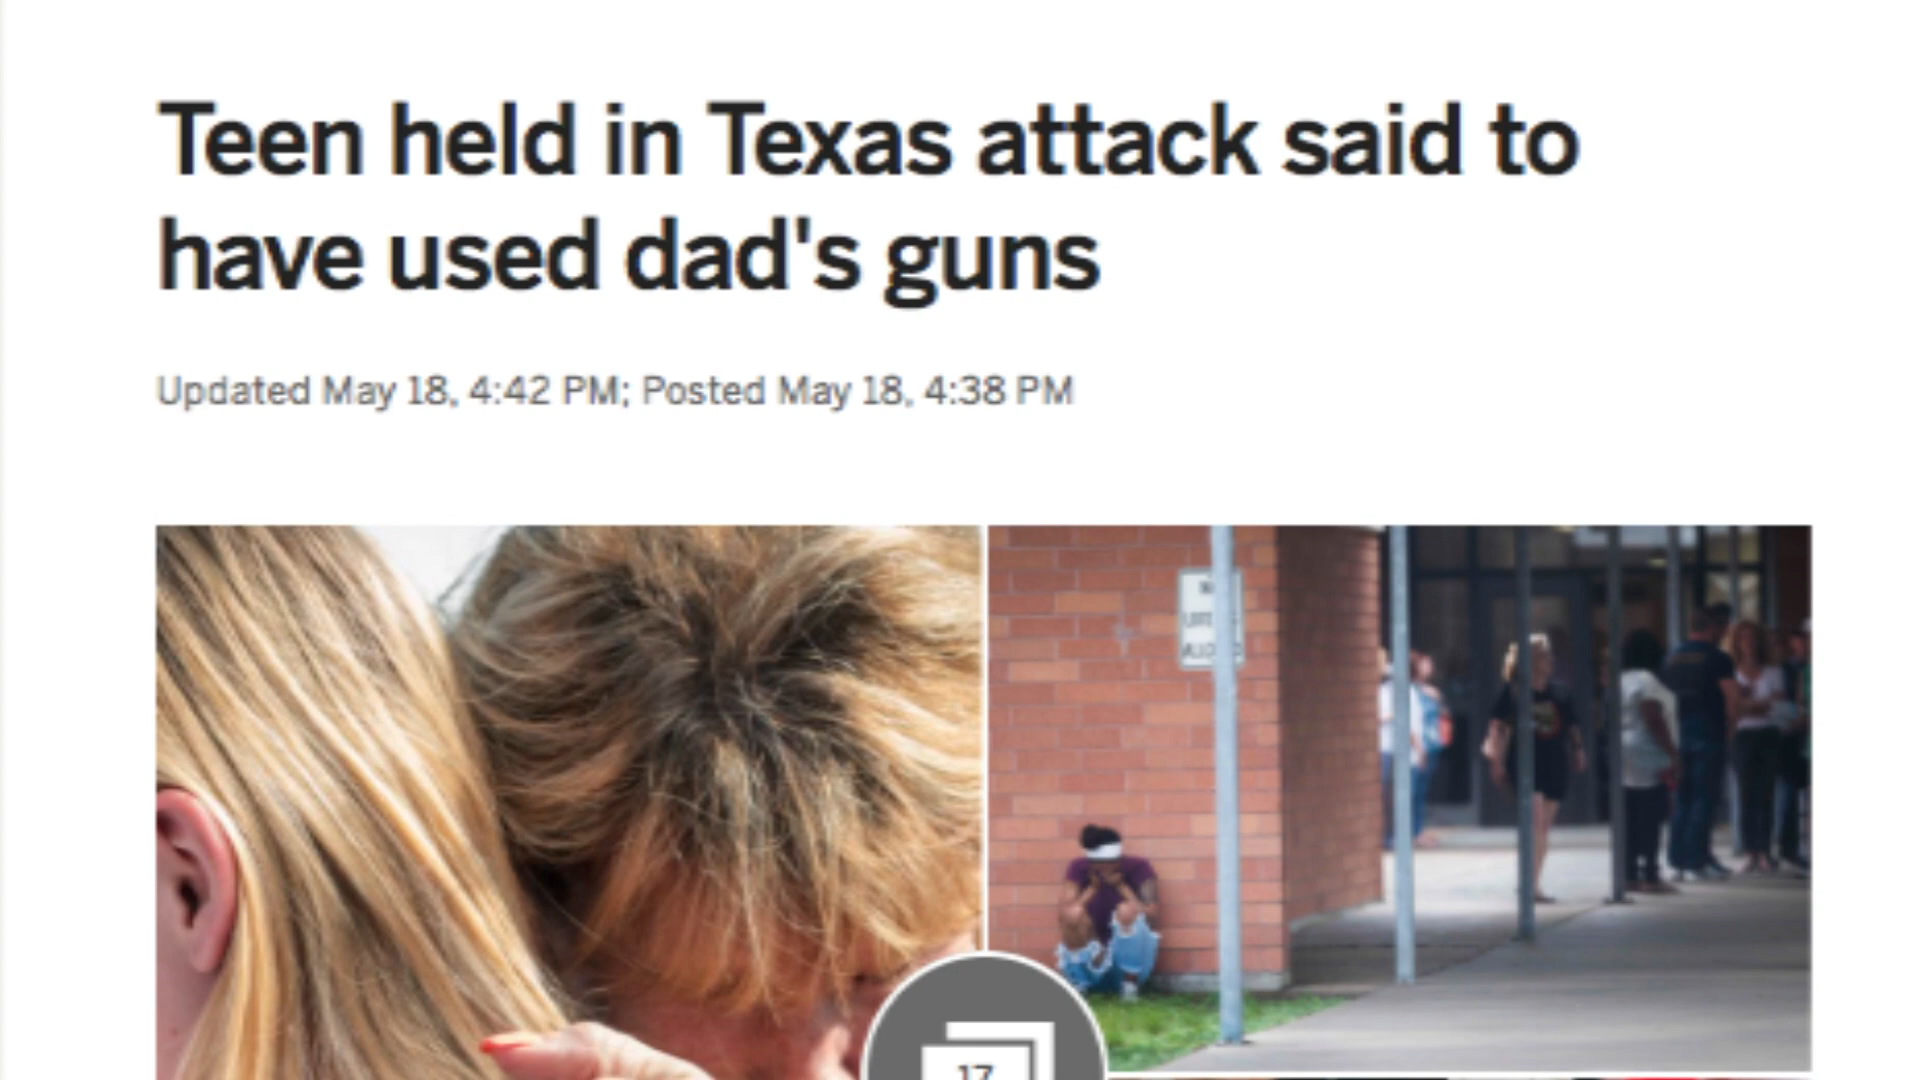 Teen held in Texas attack said to
have used dad's guns
Updated May 18, 4:42 PM; Posted May 18, 4:38 PM
17